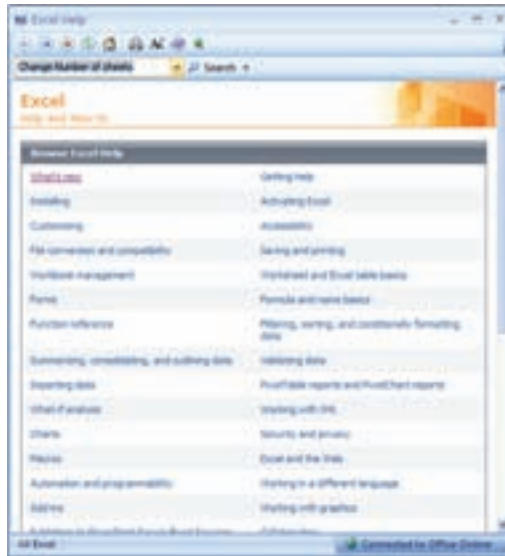 Excel Help
Change Number of sheets Search
Excel
Help and How-to
Browse Excel Help
What's new Getting help
Installing Activating Excel
Customizing Accessibility
File conversion and compatibility Saving and printing
Workbook management Worksheet and Excel table basics
Forms Formula and name basics
Function reference Filtering, sorting, and conditionally formatting
data
Summarizing, consolidating, and outlining data Validating data
Importing data PivotTable reports and PivotChart reports
What-if analysis Working with XML
Charts Security and privacy
Macros Excel and the Web
Automation and programmability Working in a different language
Add-ins Working with graphics
Collaboration
All Excel Connected to Office Online